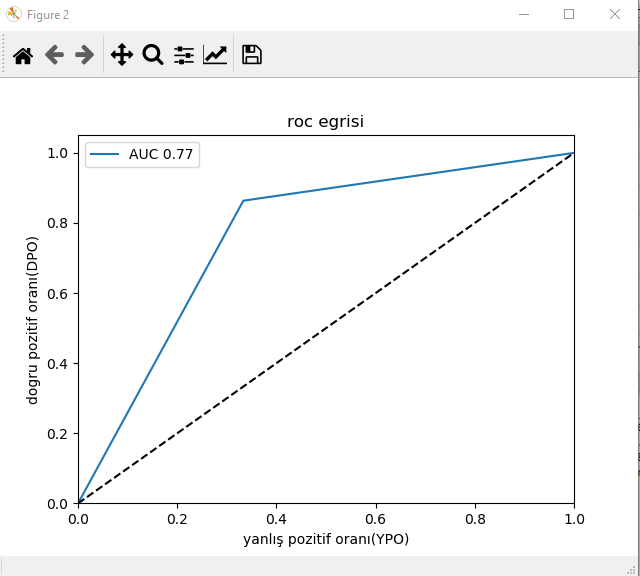 Figure 2
roc egrisi
AUC 0.77
1.0
0.8
0.6
0.4
0.2
0.0
dogru pozitif oranı(DPO)
0.0 0.2 0.4 0.6 0.8 1.0
yanlış pozitif oranı(YPO)